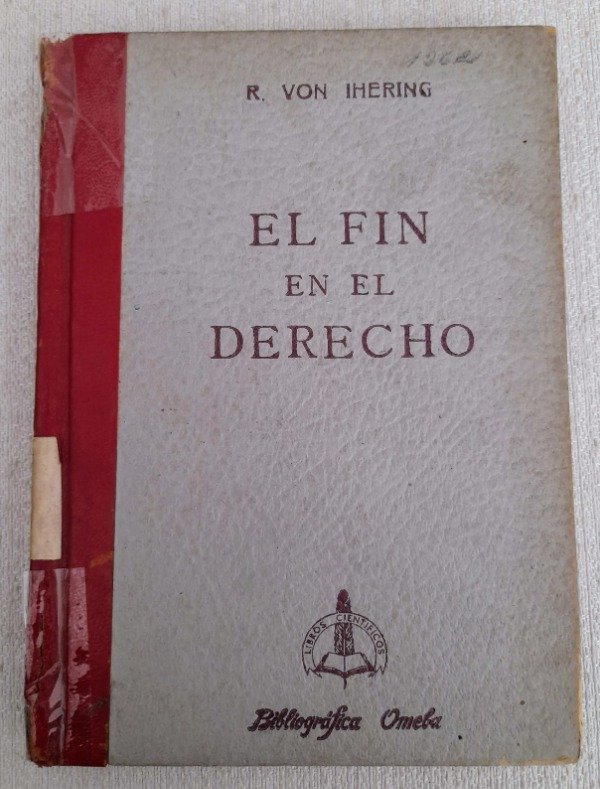 R. VON IHERING
EL FIN
EN EL
DERECHO
LIBROS CIENTIFICOS
Bibliográfica Omeba